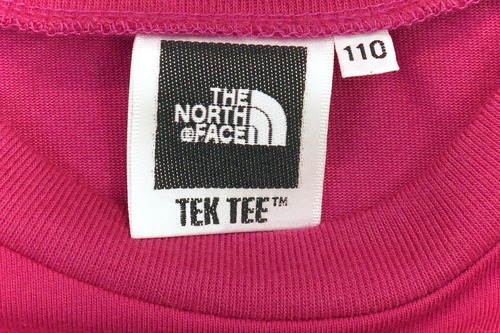 THE
NORTH
® FACE
TEK TEE™
110